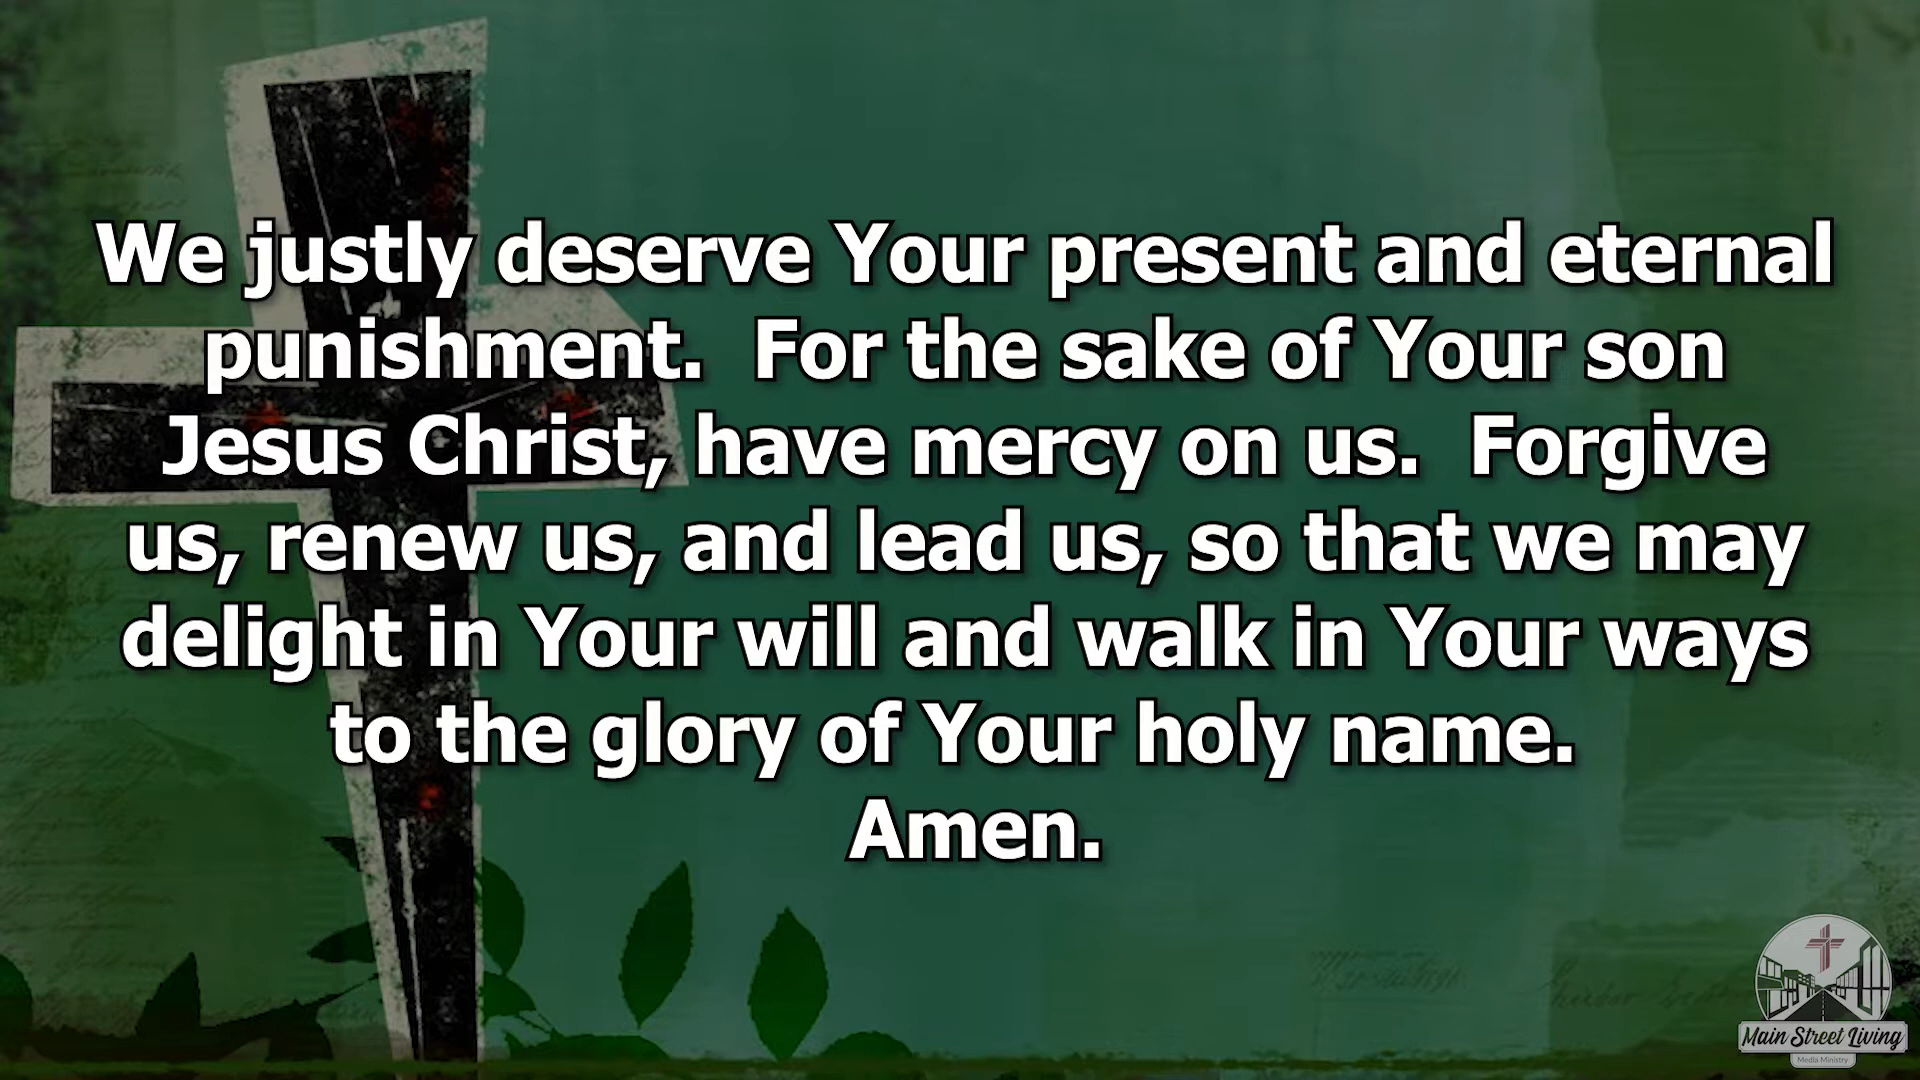 We justly deserve Your present and eternal
punishment.  For the sake of Your son
Jesus Christ, have mercy on us.  Forgive
us, renew us, and lead us, so that we may
delight in Your will and walk in Your ways
to the glory of Your holy name.
Amen.
Main Street Living
Media Ministry